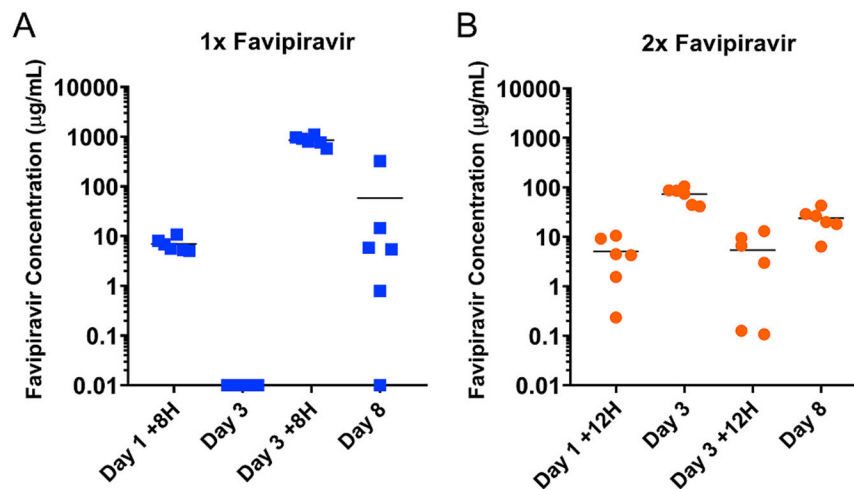 A
1x Favipiravir
Favipiravir Concentration (μg/mL)
10000
1000
100
10
1
0.1
0.01
Day 1 +8H
Day 3
Day 3 +8H
Day 8
B
2x Favipiravir
Favipiravir Concentration (μg/mL)
10000
1000
100
10
1
0.1
0.01
Day 1 +12H
Day 3
Day 3 +12H
Day 8